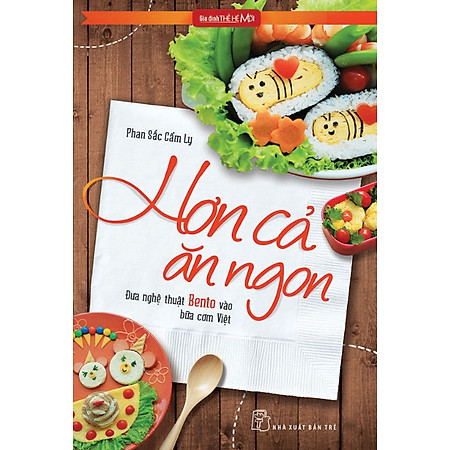 Gia đình THẾ HỆ MỚI
Phan Sắc Cẩm Ly
Hơn cả
ăn ngon
Đưa nghệ thuật Bento vào
bữa cơm Việt
NHÀ XUẤT BẢN TRẺ